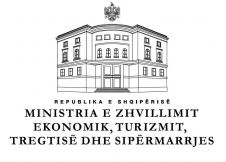 REPUBLIKA E SHQIPËRISË
MINISTRIA E ZHVILLIMIT
EKONOMIK, TURIZMIT,
TREGTISË DHE SIPËRMARRJES